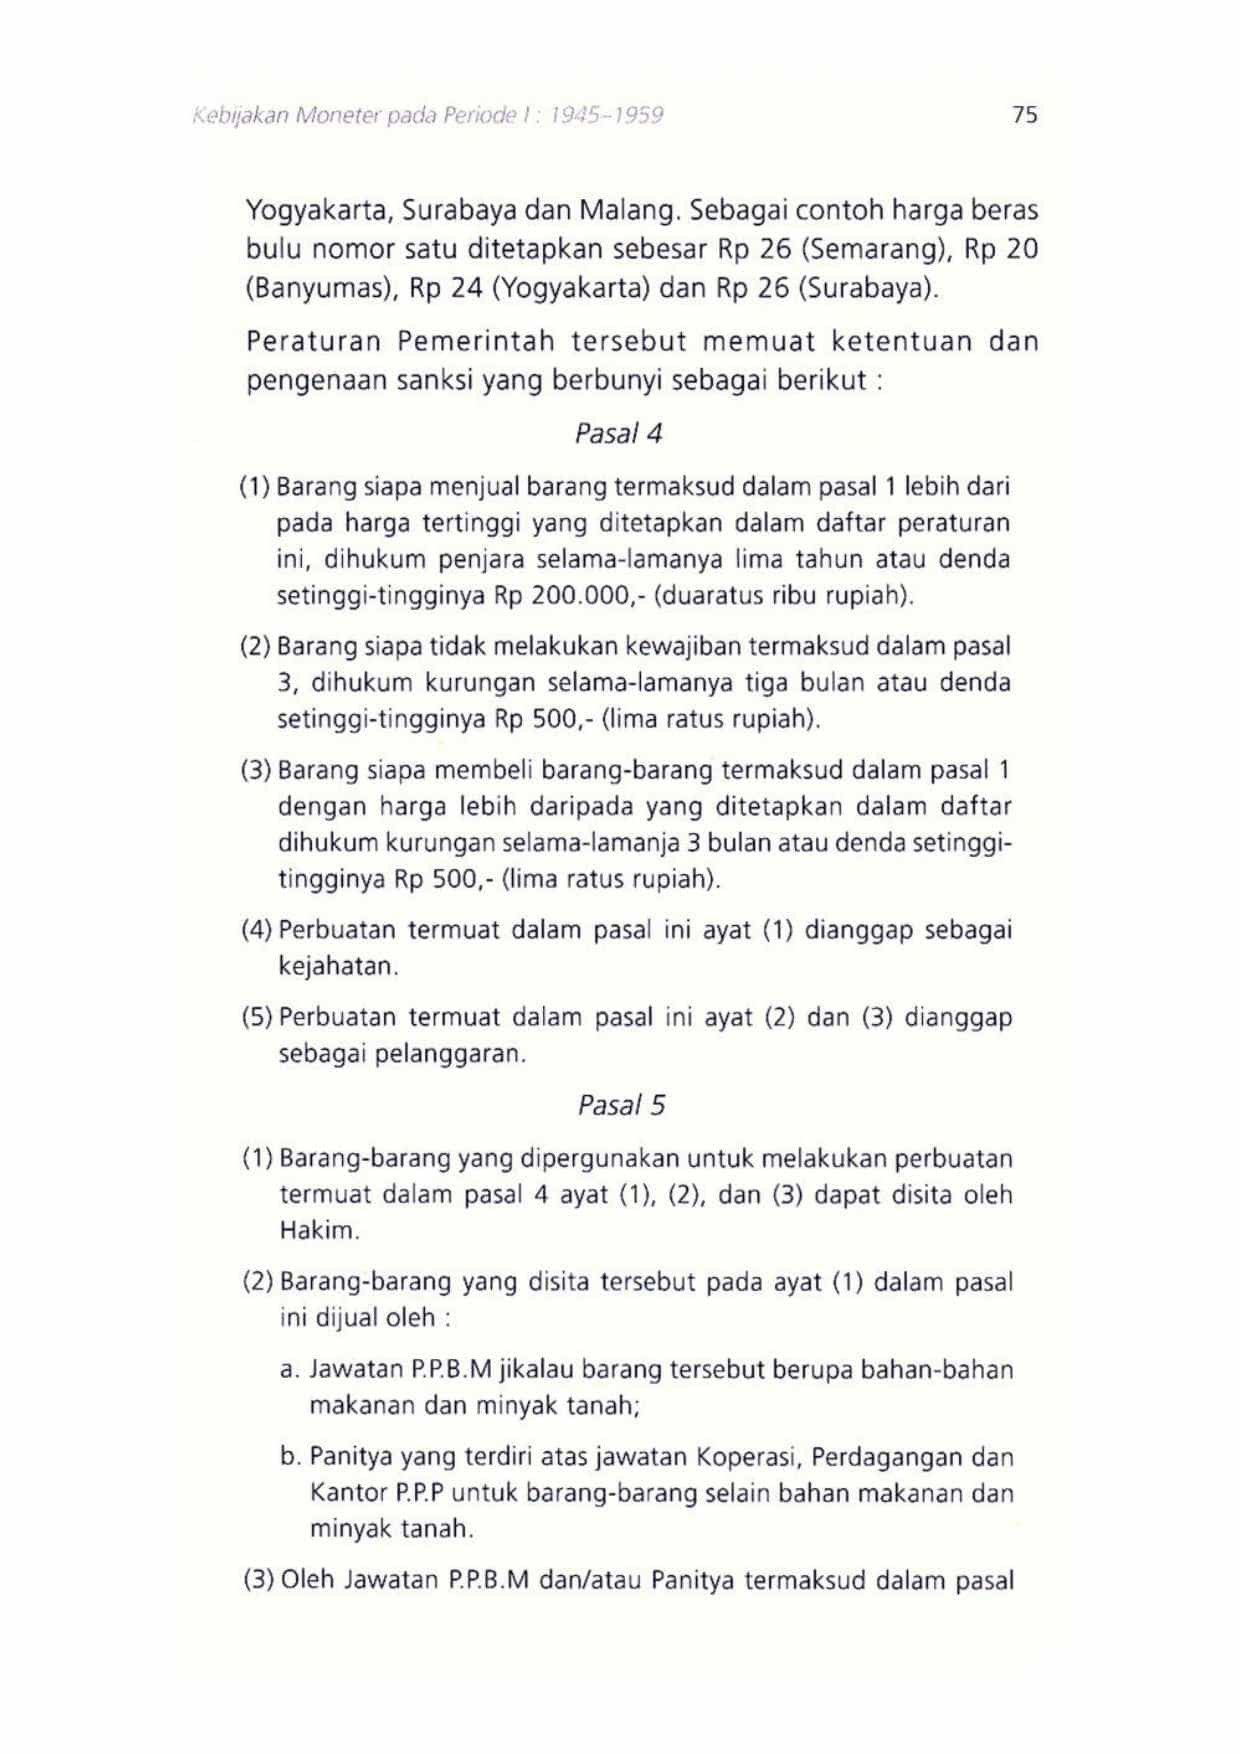 Kebijakan Moneter pada Periode I : 1945–1959 75
Yogyakarta, Surabaya dan Malang. Sebagai contoh harga beras
bulu nomor satu ditetapkan sebesar Rp 26 (Semarang), Rp 20
(Banyumas), Rp 24 (Yogyakarta) dan Rp 26 (Surabaya).
Peraturan Pemerintah tersebut memuat ketentuan dan
pengenaan sanksi yang berbunyi sebagai berikut :
Pasal 4
(1) Barang siapa menjual barang termaksud dalam pasal 1 lebih dari
pada harga tertinggi yang ditetapkan dalam daftar peraturan
ini, dihukum penjara selama-lamanya lima tahun atau denda
setinggi-tingginya Rp 200.000,- (duaratus ribu rupiah).
(2) Barang siapa tidak melakukan kewajiban termaksud dalam pasal
3, dihukum kurungan selama-lamanya tiga bulan atau denda
setinggi-tingginya Rp 500,- (lima ratus rupiah).
(3) Barang siapa membeli barang-barang termaksud dalam pasal 1
dengan harga lebih daripada yang ditetapkan dalam daftar
dihukum kurungan selama-lamanja 3 bulan atau denda setinggi-
tingginya Rp 500,- (lima ratus rupiah).
(4) Perbuatan termuat dalam pasal ini ayat (1) dianggap sebagai
kejahatan.
(5) Perbuatan termuat dalam pasal ini ayat (2) dan (3) dianggap
sebagai pelanggaran.
Pasal 5
(1) Barang-barang yang dipergunakan untuk melakukan perbuatan
termuat dalam pasal 4 ayat (1), (2), dan (3) dapat disita oleh
Hakim.
(2) Barang-barang yang disita tersebut pada ayat (1) dalam pasal
ini dijual oleh :
a. Jawatan P.P.B.M jikalau barang tersebut berupa bahan-bahan
makanan dan minyak tanah;
b. Panitya yang terdiri atas jawatan Koperasi, Perdagangan dan
Kantor P.P.P untuk barang-barang selain bahan makanan dan
minyak tanah.
(3) Oleh Jawatan P.P.B.M dan/atau Panitya termaksud dalam pasal